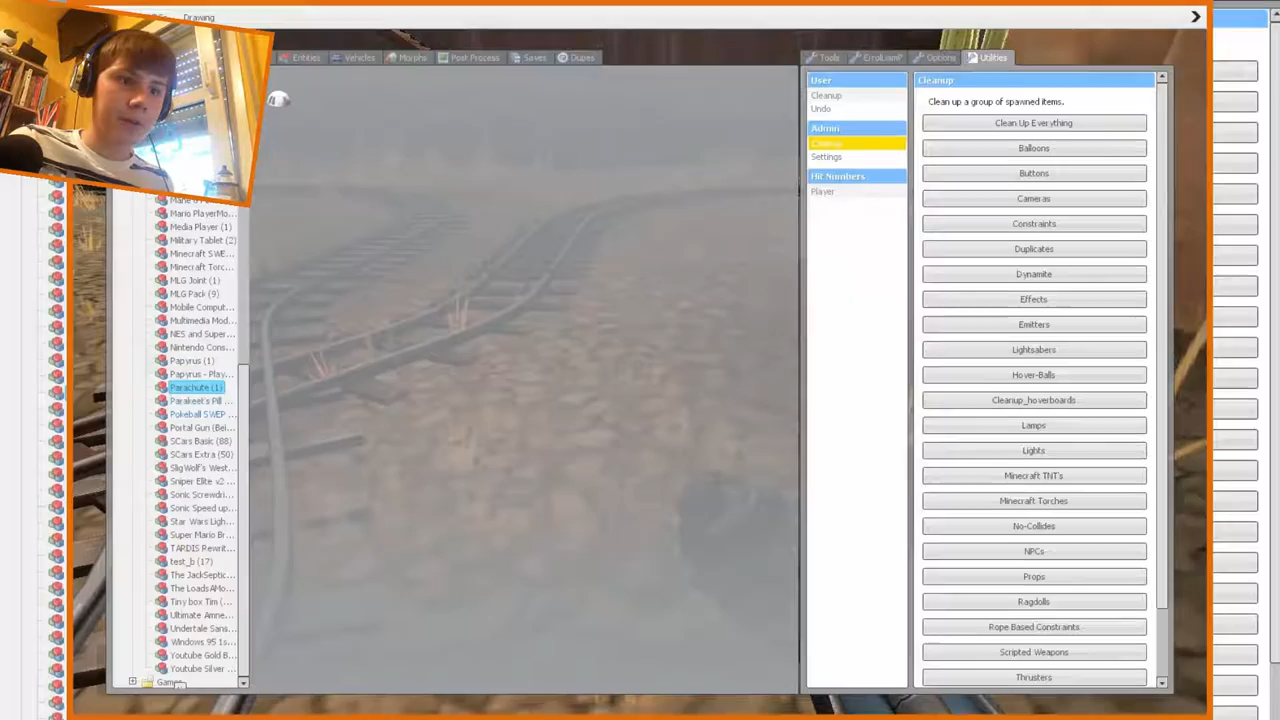 Drawing
Entities
Vehicles
Morphs
Post Process
Saves
Dupes
Tools
Options
Utilities
User
Cleanup
Undo
Admin
Cleanup
Settings
Hit Numbers
Player
Cleanup
Clean up a group of spawned items.
Clean Up Everything
Balloons
Buttons
Cameras
Constraints
Duplicates
Dynamite
Effects
Emitters
Lightsabers
Hover-Balls
Cleanup_hoverboards
Lamps
Lights
Minecraft TNT's
Minecraft Torches
No-Collides
NPCs
Props
Ragdolls
Rope Based Constraints
Scripted Weapons
Thrusters
Mario PlayerMo...
Media Player (1)
Military Tablet (2)
Minecraft SWE...
Minecraft Torc...
MLG Joint (1)
MLG Pack (9)
Mobile Comput...
Multimedia Mod...
NES and Super...
Nintendo Cons...
Papyrus (1)
Papyrus - Play...
Parachute (1)
Parakeet's Pill ...
Pokeball SWEP ...
Portal Gun (Bei...
SCars Basic (88)
SCars Extra (50)
SligWolf's West...
Sniper Elite v2 ...
Sonic Screwdri...
Sonic Speed up...
Star Wars Ligh...
Super Mario Br...
TARDIS Rewrit...
test_b (17)
The JackSeptic...
The LoadsAMo...
Tiny box Tim (...
Ultimate Amne...
Undertale Sans...
Windows 95 1s...
Youtube Gold B...
Youtube Silver ...